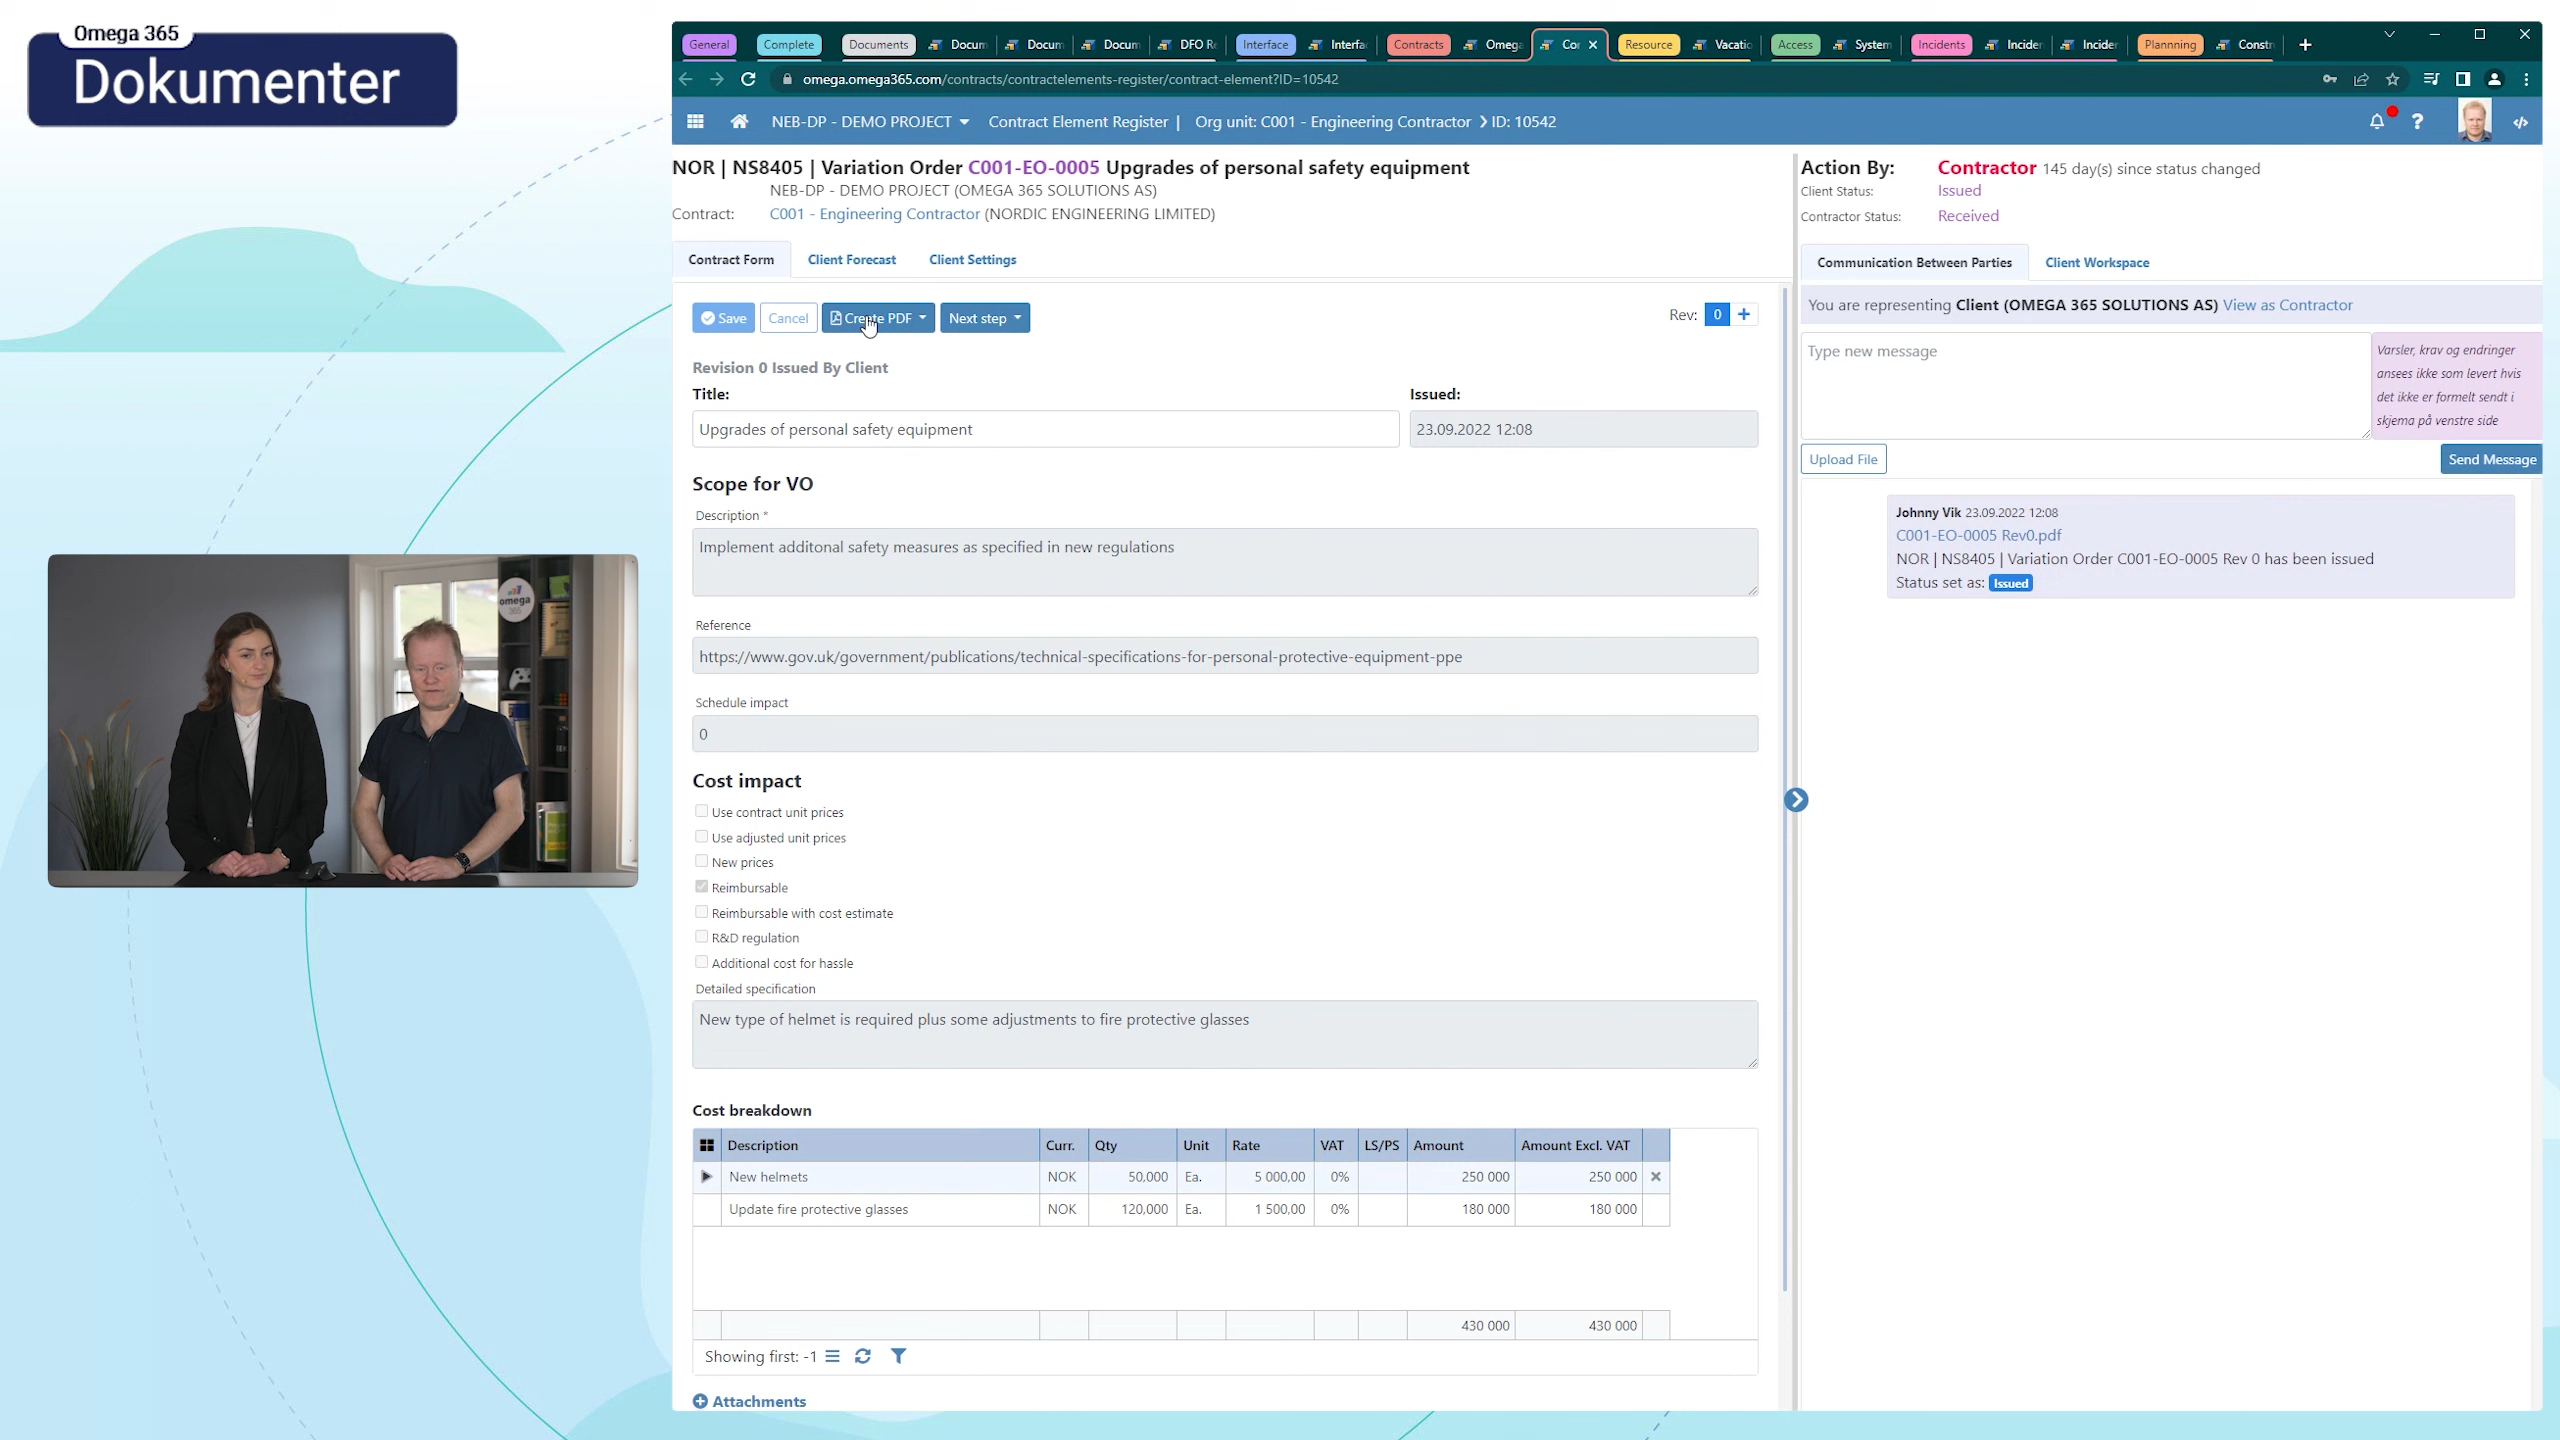 Omega 365
Dokumenter
General
Complete
Documents
Docum
Docum
Docum
DFO Re
Interface
Interfa
Contracts
Omega
Co
Resource
Vacatio
Access
System
Incidents
Incider
Incider
Plannning
Constr
omega.omega365.com/contracts/contractelements-register/contract-element?ID=10542
NEB-DP - DEMO PROJECT
Contract Element Register | Org unit: C001 - Engineering Contractor > ID: 10542
NOR | NS8405 | Variation Order C001-EO-0005 Upgrades of personal safety equipment
NEB-DP - DEMO PROJECT (OMEGA 365 SOLUTIONS AS)
Contract: C001 - Engineering Contractor (NORDIC ENGINEERING LIMITED)
Contract Form
Client Forecast
Client Settings
Save
Cancel
Create PDF
Next step
Rev: 0 +
Revision 0 Issued By Client
Title:
Issued:
Upgrades of personal safety equipment
23.09.2022 12:08
Scope for VO
Description *
Implement additonal safety measures as specified in new regulations
Reference
https://www.gov.uk/government/publications/technical-specifications-for-personal-protective-equipment-ppe
Schedule impact
0
Cost impact
Use contract unit prices
Use adjusted unit prices
New prices
Reimbursable
Reimbursable with cost estimate
R&D regulation
Additional cost for hassle
Detailed specification
New type of helmet is required plus some adjustments to fire protective glasses
Cost breakdown
Description Curr. Qty Unit Rate VAT LS/PS Amount Amount Excl. VAT
New helmets NOK 50,000 Ea. 5 000,00 0% 250 000 250 000
Update fire protective glasses NOK 120,000 Ea. 1 500,00 0% 180 000 180 000
430 000 430 000
Showing first: -1
Attachments
Action By: Contractor 145 day(s) since status changed
Client Status: Issued
Contractor Status: Received
Communication Between Parties
Client Workspace
You are representing Client (OMEGA 365 SOLUTIONS AS) View as Contractor
Type new message
Varsler, krav og endringer
ansees ikke som levert hvis
det ikke er formelt sendt i
skjema på venstre side
Upload File
Send Message
Johnny Vik 23.09.2022 12:08
C001-EO-0005 Rev0.pdf
NOR | NS8405 | Variation Order C001-EO-0005 Rev 0 has been issued
Status set as: Issued
omega
365